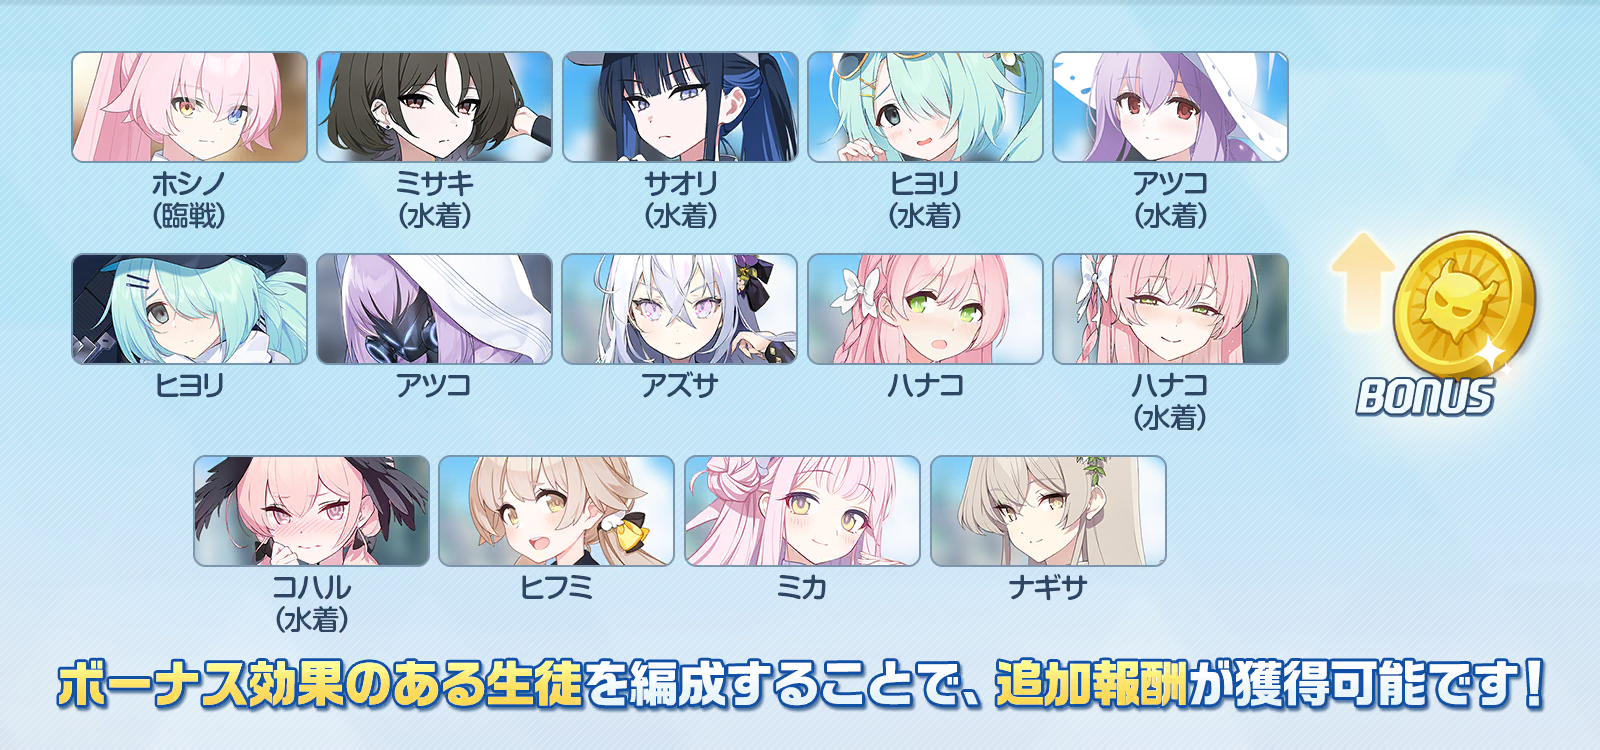 ホシノ
(臨戦)
ミサキ
(水着)
サオリ
(水着)
ヒヨリ
(水着)
アツコ
(水着)
ヒヨリ
アツコ
アズサ
ハナコ
ハナコ
(水着)
BONUS
コハル
(水着)
ヒフミ
ミカ
ナギサ
ボーナス効果のある生徒を編成することで、追加報酬が獲得可能です!